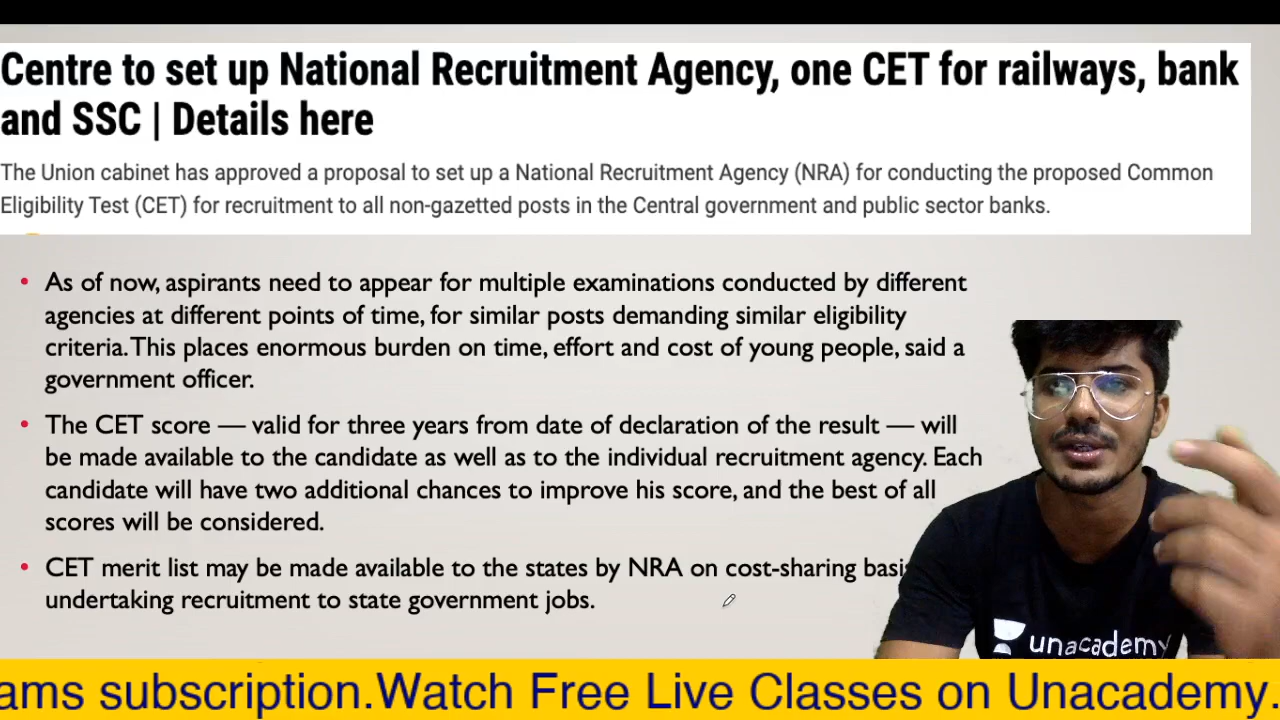 Centre to set up National Recruitment Agency, one CET for railways, bank
and SSC | Details here
The Union cabinet has approved a proposal to set up a National Recruitment Agency (NRA) for conducting the proposed Common
Eligibility Test (CET) for recruitment to all non-gazetted posts in the Central government and public sector banks.
• As of now, aspirants need to appear for multiple examinations conducted by different
agencies at different points of time, for similar posts demanding similar eligibility
criteria. This places enormous burden on time, effort and cost of young people, said a
government officer.
• The CET score — valid for three years from date of declaration of the result — will
be made available to the candidate as well as to the individual recruitment agency. Each
candidate will have two additional chances to improve his score, and the best of all
scores will be considered.
• CET merit list may be made available to the states by NRA on cost-sharing basi
undertaking recruitment to state government jobs.
unacademy
ams subscription.Watch Free Live Classes on Unacademy.